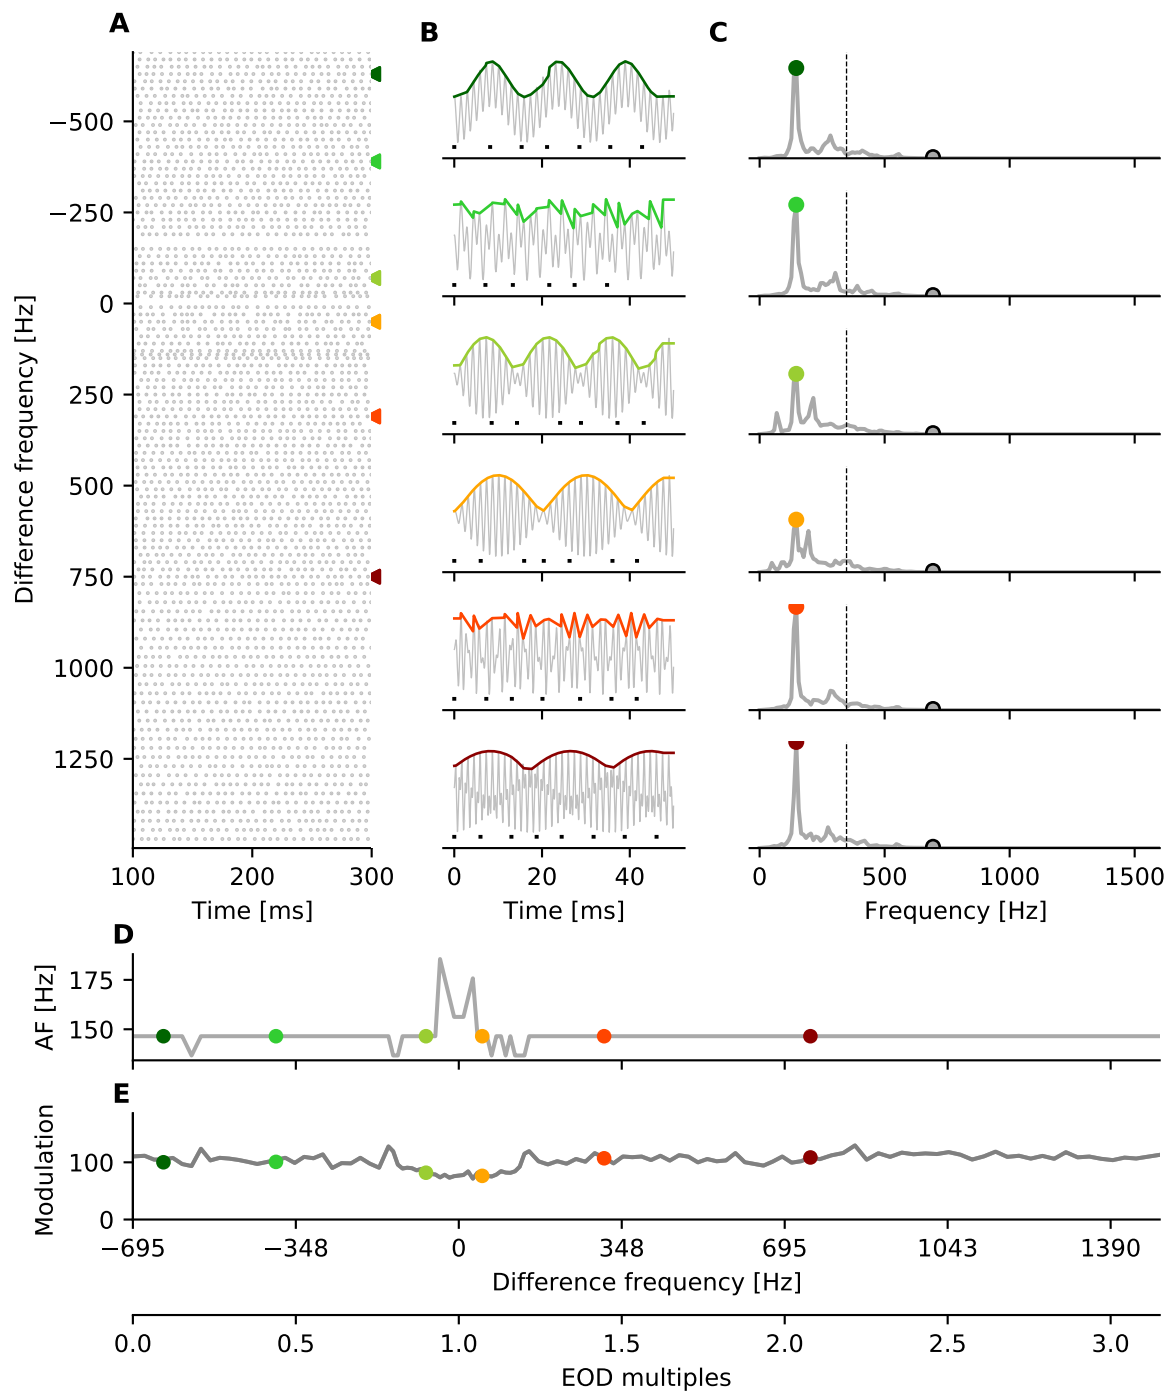 A
B
C
Difference frequency [Hz]
−500
−250
0
250
500
750
1000
1250
100
200
300
Time [ms]
0
20
40
Time [ms]
0
500
1000
1500
Frequency [Hz]
D
AF [Hz]
175
150
E
Modulation
100
0
−695
−348
0
348
695
1043
1390
Difference frequency [Hz]
0.0
0.5
1.0
1.5
2.0
2.5
3.0
EOD multiples